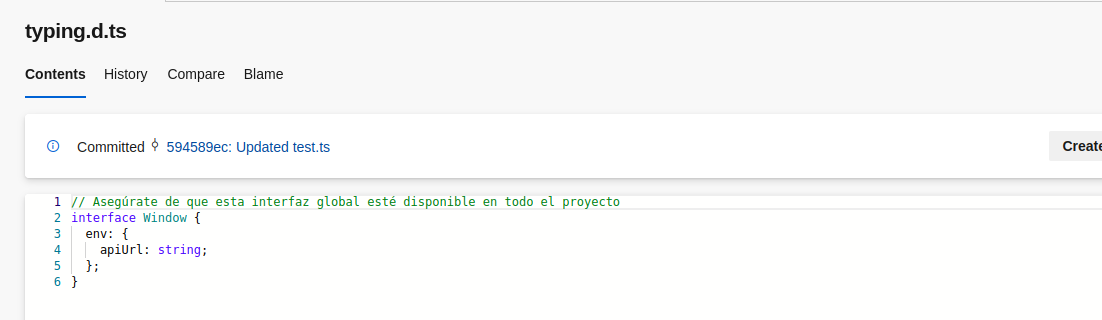 typing.d.ts
Contents History Compare Blame
Committed 594589ec: Updated test.ts
Create
1 // Asegúrate de que esta interfaz global esté disponible en todo el proyecto
2 interface Window {
3 env: {
4 apiUrl: string;
5 };
6 }